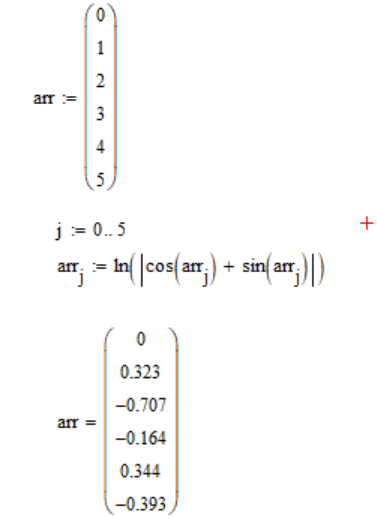 0
1
arr := 2
3
4
5
j := 0.. 5
arr_j := ln(|cos(arr_j) + sin(arr_j)|)
0
0.323
−0.707
arr = −0.164
0.344
−0.393